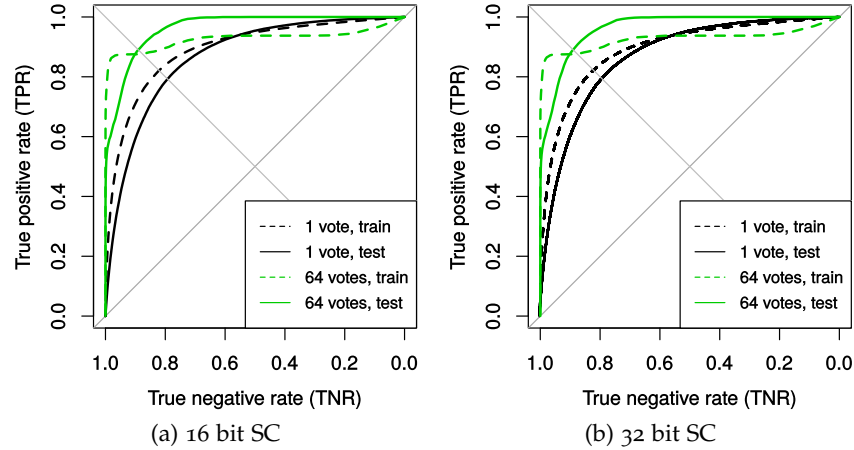 True positive rate (TPR)
1.0
0.8
0.6
0.4
0.2
0.0
1 vote, train
1 vote, test
64 votes, train
64 votes, test
1.0 0.8 0.6 0.4 0.2 0.0
True negative rate (TNR)
(a) 16 bit SC
True positive rate (TPR)
1.0
0.8
0.6
0.4
0.2
0.0
1 vote, train
1 vote, test
64 votes, train
64 votes, test
1.0 0.8 0.6 0.4 0.2 0.0
True negative rate (TNR)
(b) 32 bit SC